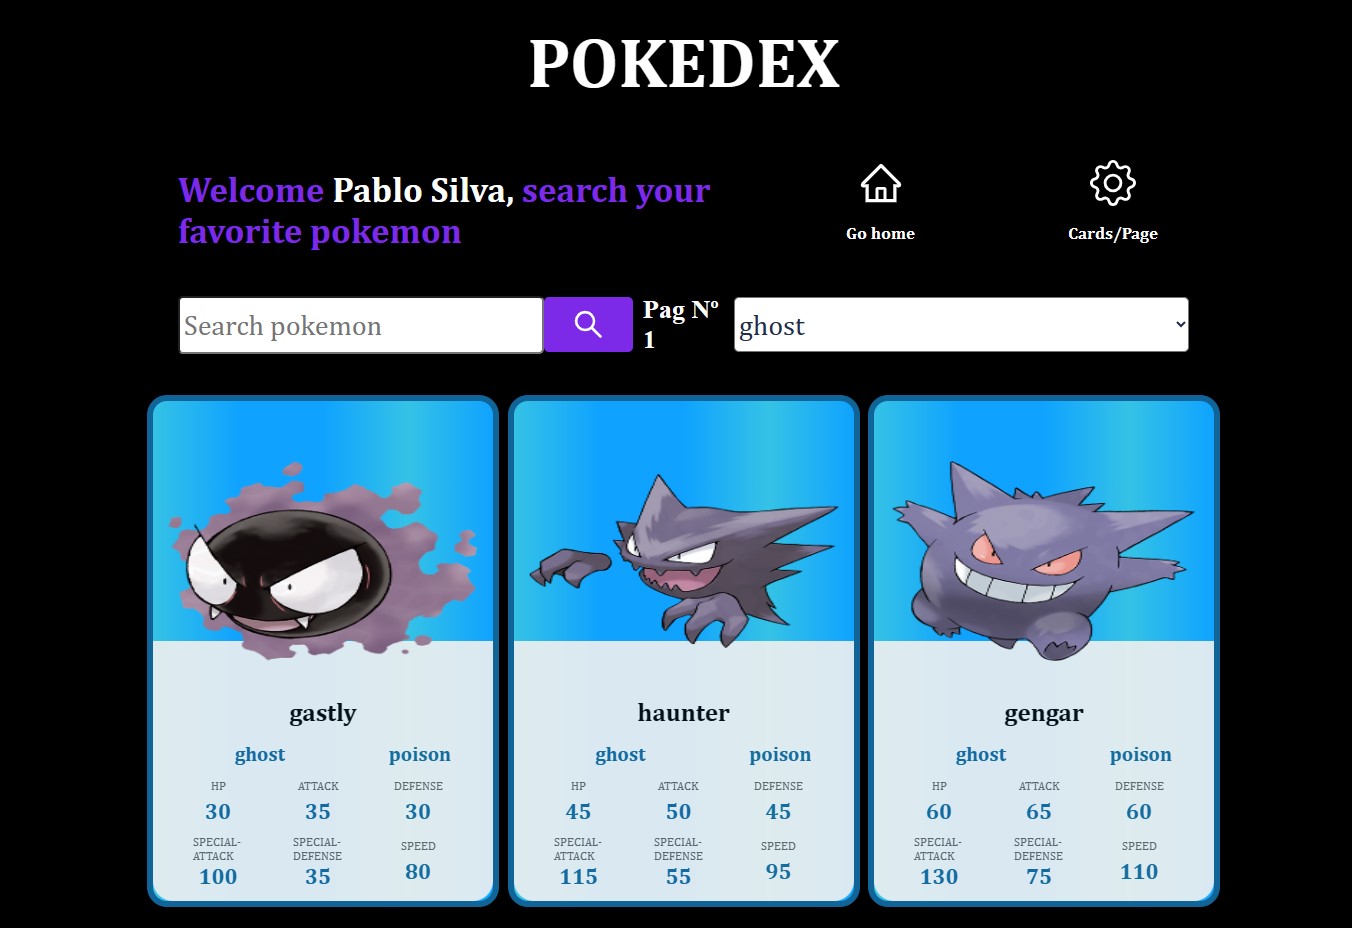 POKEDEX
Welcome Pablo Silva, search your
favorite pokemon
Go home
Cards/Page
Search pokemon
Pag Nº
1
ghost
gastly
ghost poison
HP ATTACK DEFENSE
30 35 30
SPECIAL-
ATTACK
SPECIAL-
DEFENSE
SPEED
100 35 80
haunter
ghost poison
HP ATTACK DEFENSE
45 50 45
SPECIAL-
ATTACK
SPECIAL-
DEFENSE
SPEED
115 55 95
gengar
ghost poison
HP ATTACK DEFENSE
60 65 60
SPECIAL-
ATTACK
SPECIAL-
DEFENSE
SPEED
130 75 110